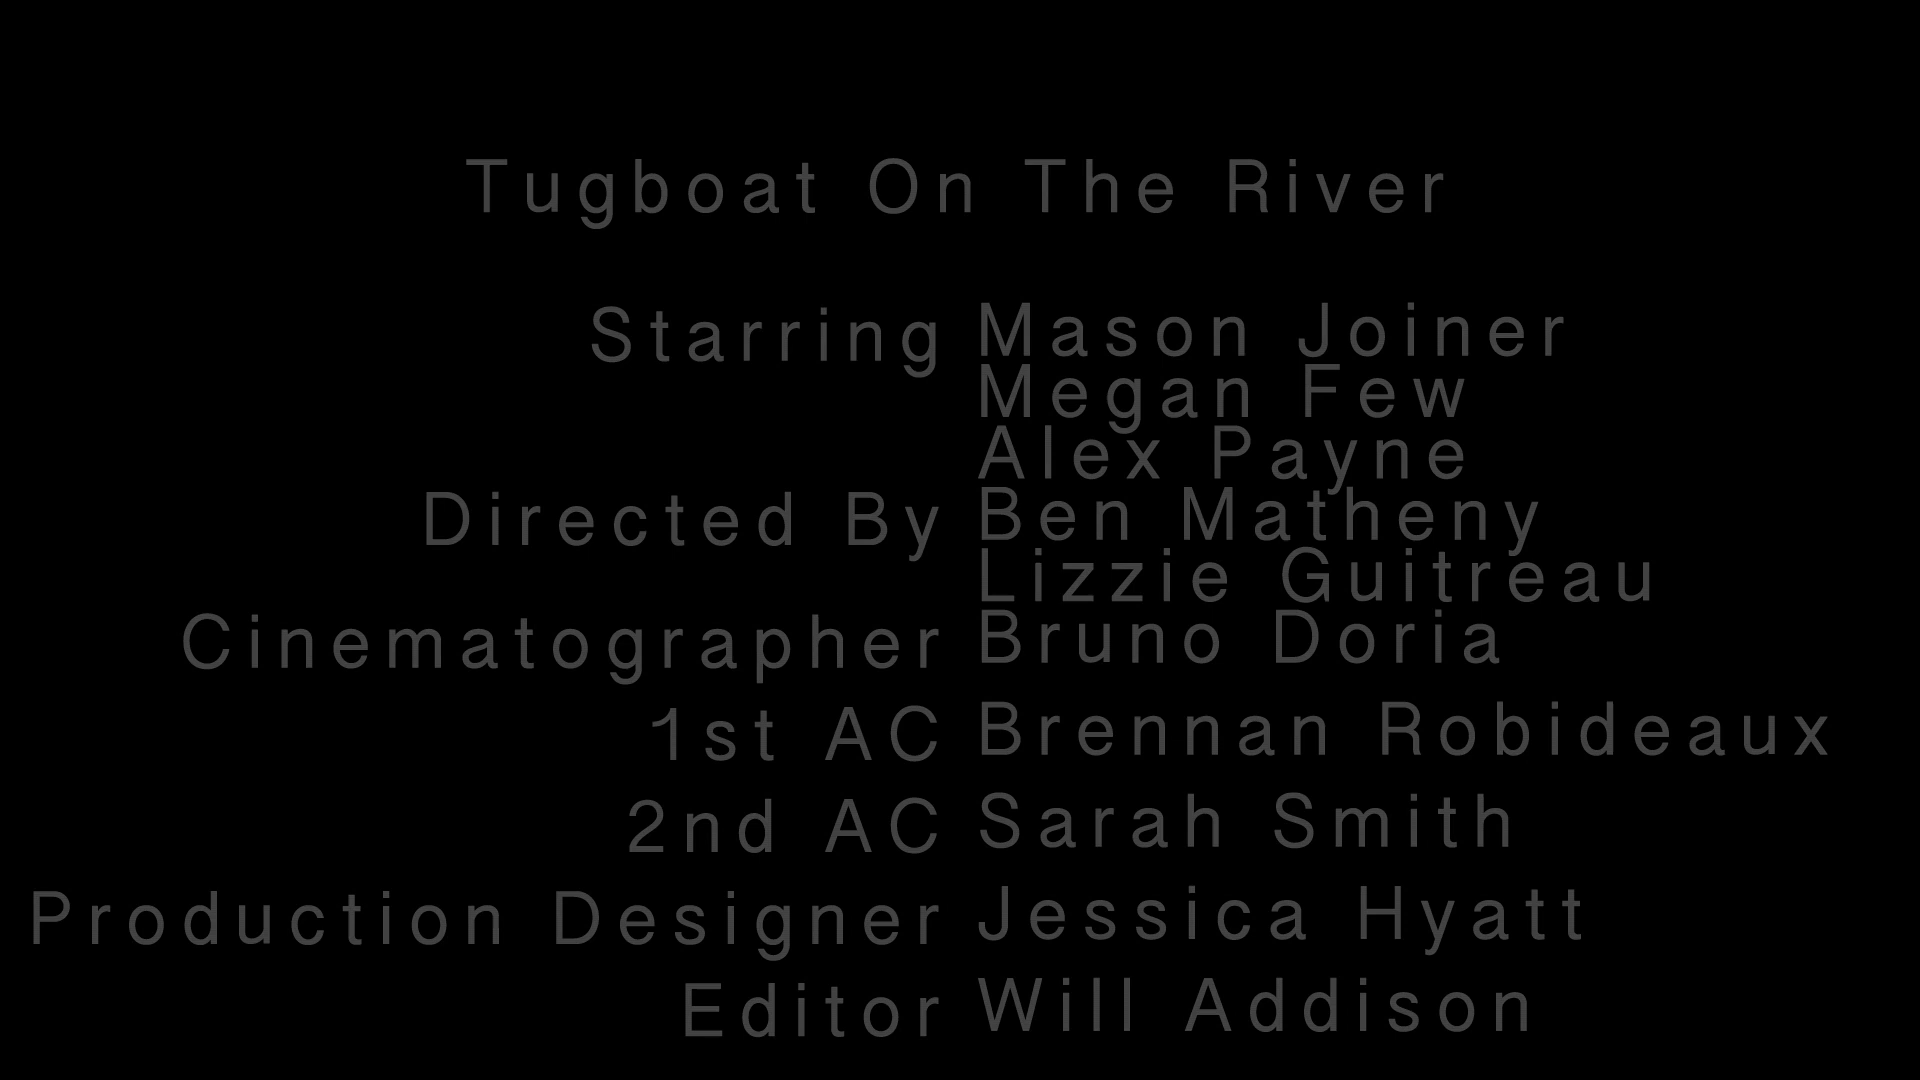 Tugboat On The River
Starring Mason Joiner
Megan Few
Alex Payne
Directed By Ben Matheny
Lizzie Guitreau
Cinematographer Bruno Doria
1st AC Brennan Robideaux
2nd AC Sarah Smith
Production Designer Jessica Hyatt
Editor Will Addison